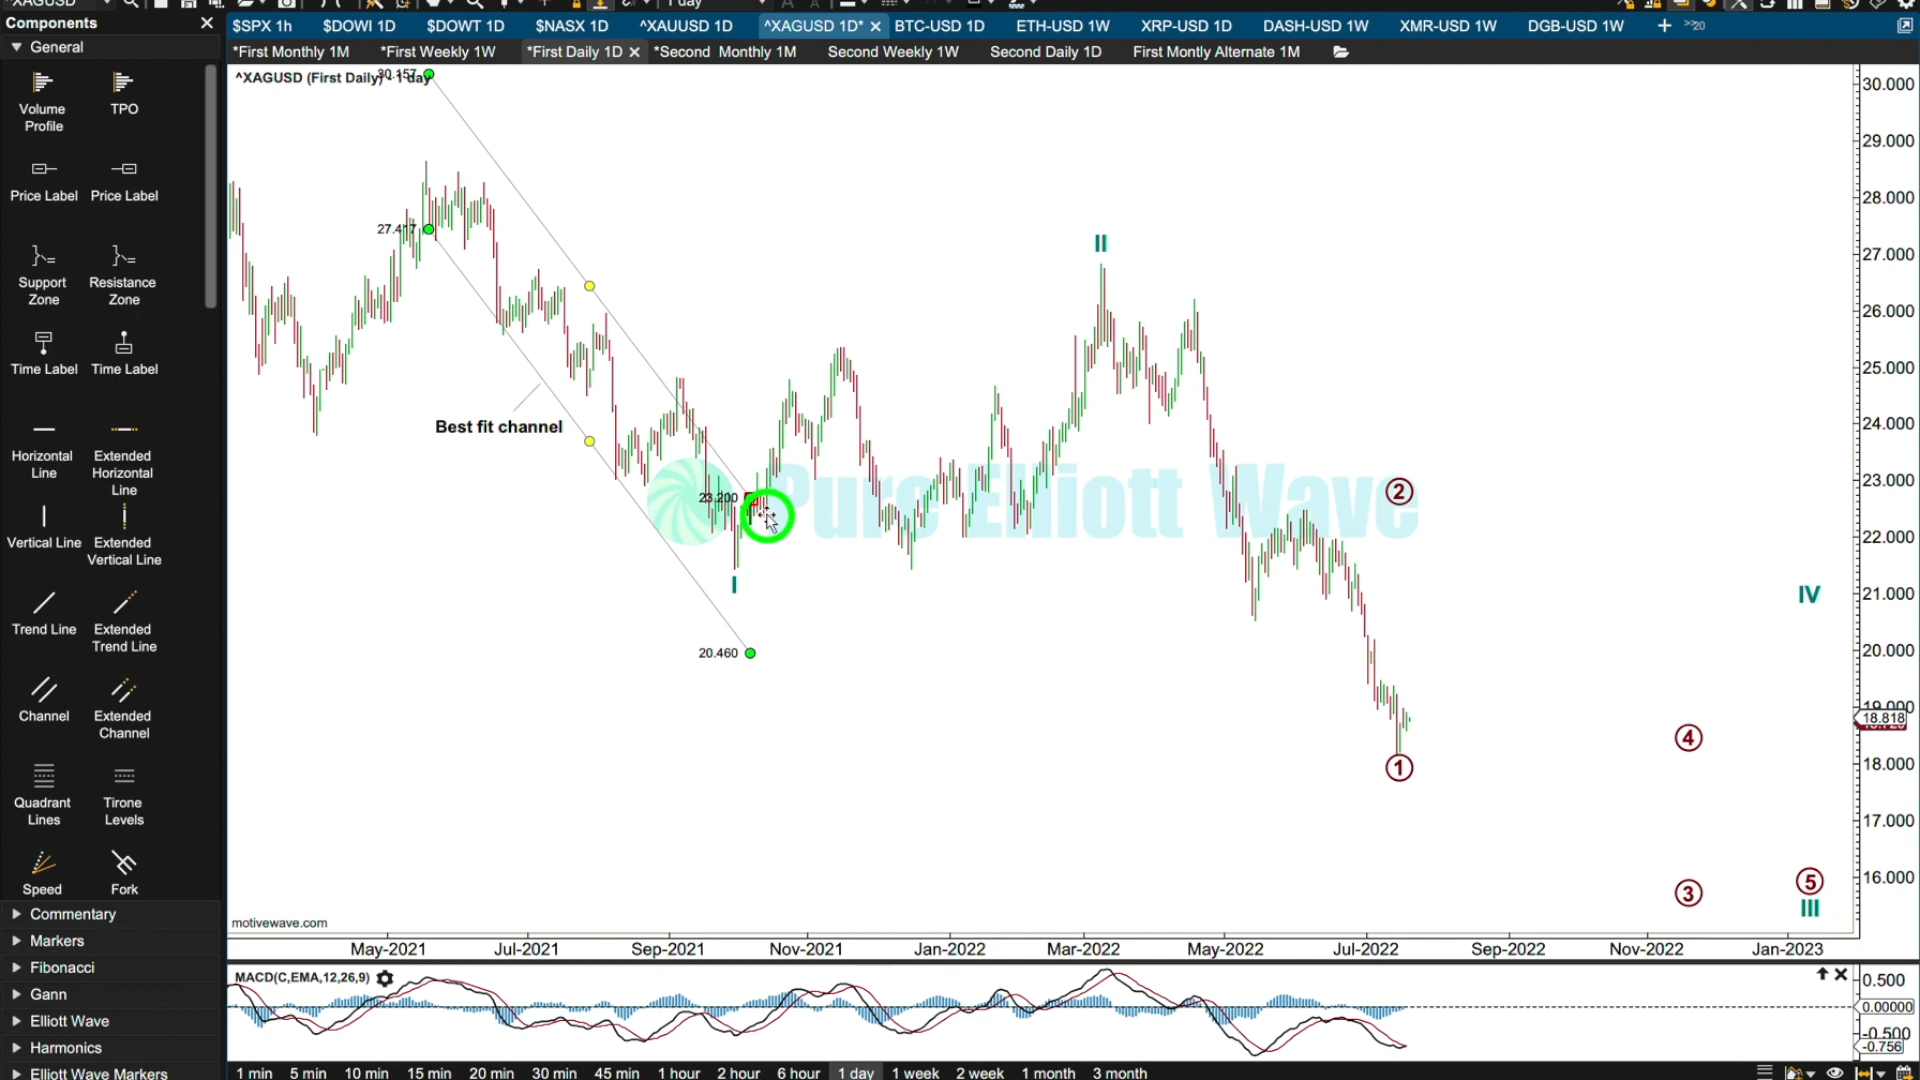 ^XAGUSD
1 day
Components
$SPX 1h $DOWI 1D $DOWT 1D $NASX 1D ^XAUUSD 1D ^XAGUSD 1D* BTC-USD 1D ETH-USD 1W XRP-USD 1D DASH-USD 1W XMR-USD 1W DGB-USD 1W 20
General
*First Monthly 1M *First Weekly 1W *First Daily 1D *Second Monthly 1M Second Weekly 1W Second Daily 1D First Montly Alternate 1M
^XAGUSD (First Daily) - 1 day
30.157
Volume Profile
TPO
Price Label
Price Label
Support Zone
Resistance Zone
Time Label
Time Label
Horizontal Line
Extended Horizontal Line
Vertical Line
Extended Vertical Line
Trend Line
Extended Trend Line
Channel
Extended Channel
Quadrant Lines
Tirone Levels
Speed
Fork
Commentary
Markers
Fibonacci
Gann
Elliott Wave
Harmonics
Elliott Wave Markers
27.417
Best fit channel
23.200
20.460
Pure Elliott Wave
I
II
1
2
3
4
5
III
IV
30.000
29.000
28.000
27.000
26.000
25.000
24.000
23.000
22.000
21.000
20.000
19.000
18.818
18.000
17.000
16.000
motivewave.com
May-2021 Jul-2021 Sep-2021 Nov-2021 Jan-2022 Mar-2022 May-2022 Jul-2022 Sep-2022 Nov-2022 Jan-2023
MACD(C,EMA,12,26,9)
0.500
0.00000
-0.500
-0.756
1 min 5 min 10 min 15 min 20 min 30 min 45 min 1 hour 2 hour 6 hour 1 day 1 week 2 week 1 month 3 month